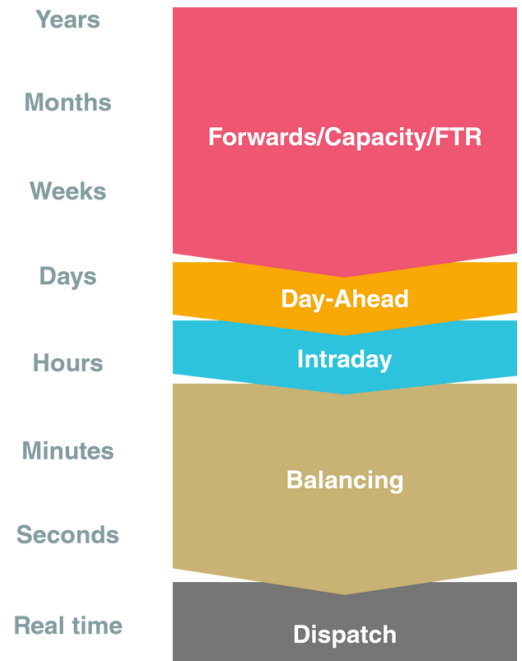 Years
Months
Forwards/Capacity/FTR
Weeks
Days
Day-Ahead
Intraday
Hours
Minutes
Balancing
Seconds
Real time
Dispatch